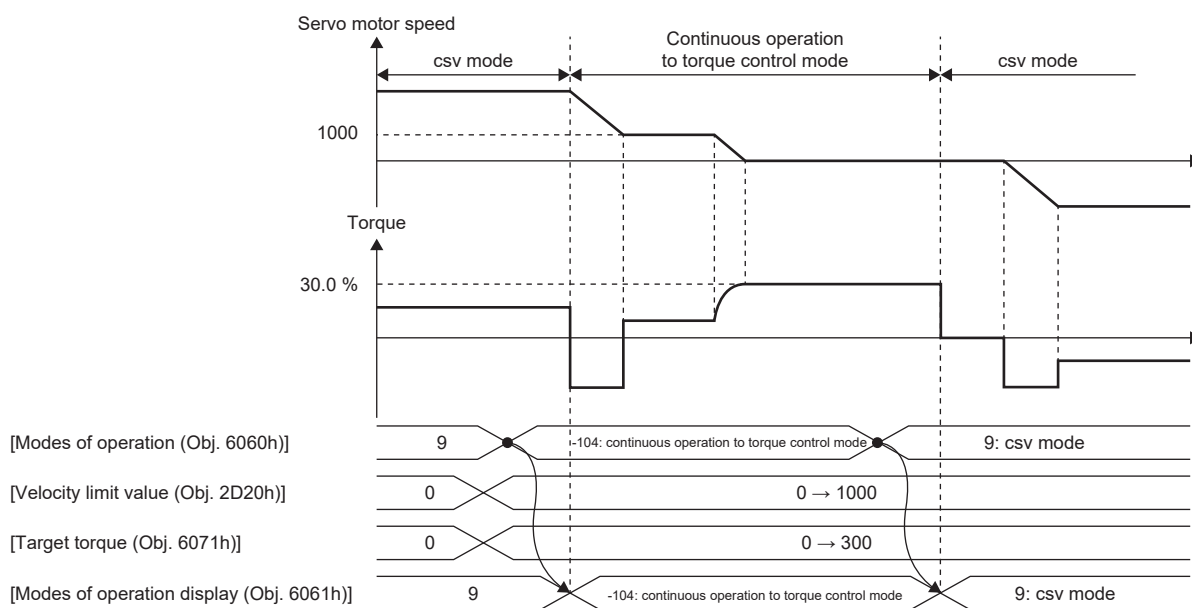 Servo motor speed
csv mode
Continuous operation
to torque control mode
csv mode
1000
Torque
30.0 %
[Modes of operation (Obj. 6060h)]
9
-104: continuous operation to torque control mode
9: csv mode
[Velocity limit value (Obj. 2D20h)]
0
0 → 1000
[Target torque (Obj. 6071h)]
0
0 → 300
[Modes of operation display (Obj. 6061h)]
9
-104: continuous operation to torque control mode
9: csv mode